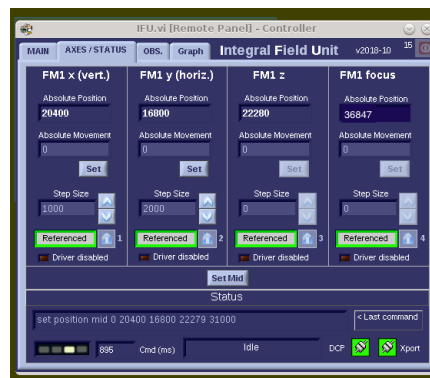 IFU.vi [Remote Panel] - Controller
MAIN AXES/STATUS OBS. Graph Integral Field Unit v2018-10 15
FM1 x (vert.) FM1 y (horiz.) FM1 z FM1 focus
Absolute Position Absolute Position Absolute Position Absolute Position
20400 16800 22280 36847
Absolute Movement Absolute Movement Absolute Movement Absolute Movement
0 0 0 0
Set Set Set Set
Step Size Step Size Step Size Step Size
1000 2000 0 0
Referenced 1 Referenced 2 Referenced 3 Referenced 4
Driver disabled Driver disabled Driver disabled Driver disabled
Set Mid
Status
set position mid 0 20400 16800 22279 31000 < Last command
895 Cmd (ms) Idle DCP Xport